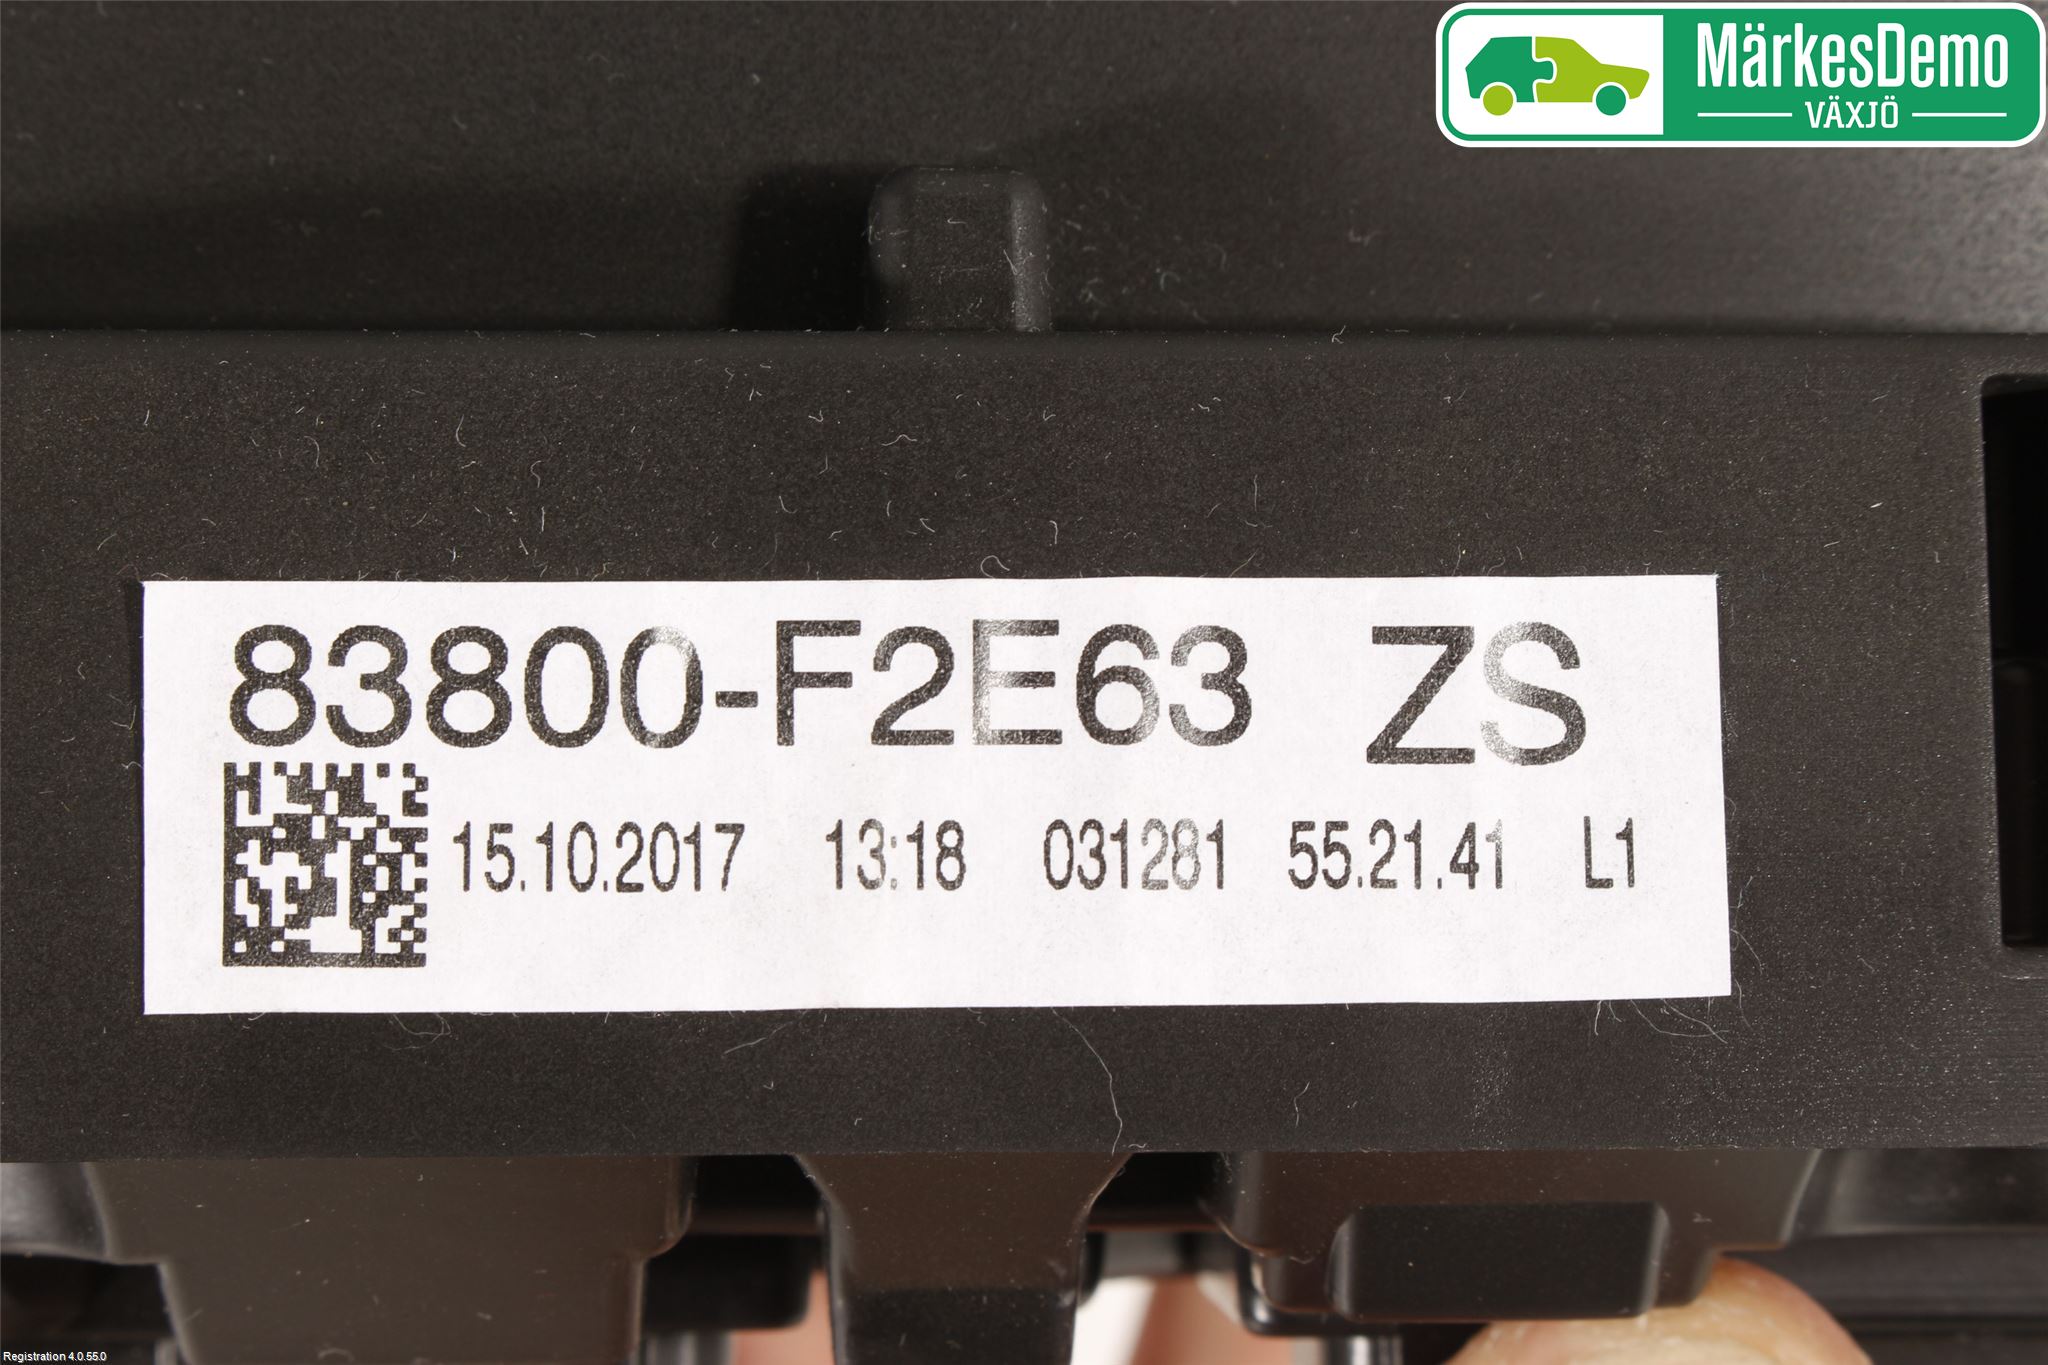 MärkesDemo
VÄXJÖ
83800-F2E63 ZS
15.10.2017 13:18 031281 55.21.41 L1
Registration 4.0.55.0